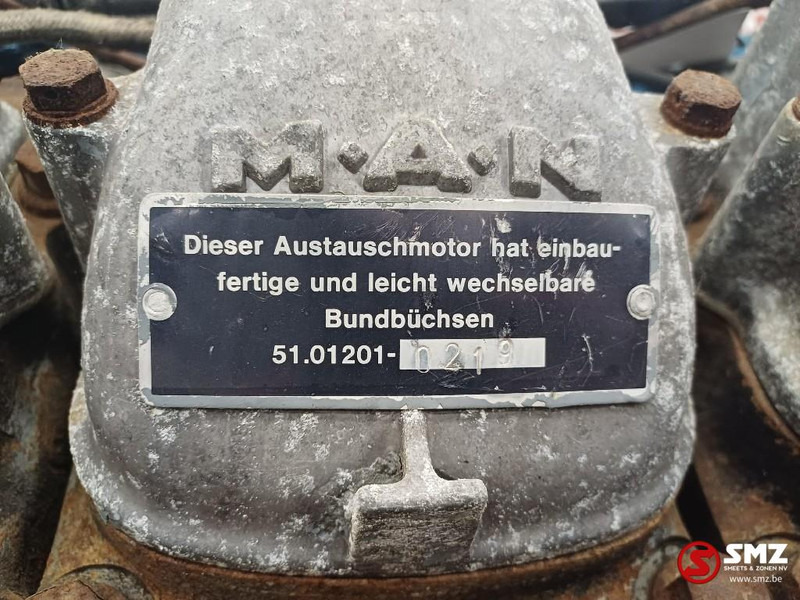 M·A·N
Dieser Austauschmotor hat einbau-
fertige und leicht wechselbare
Bundbüchsen
51.01201-0219
SMZ
SMEETS & ZONEN NV
www.smz.be